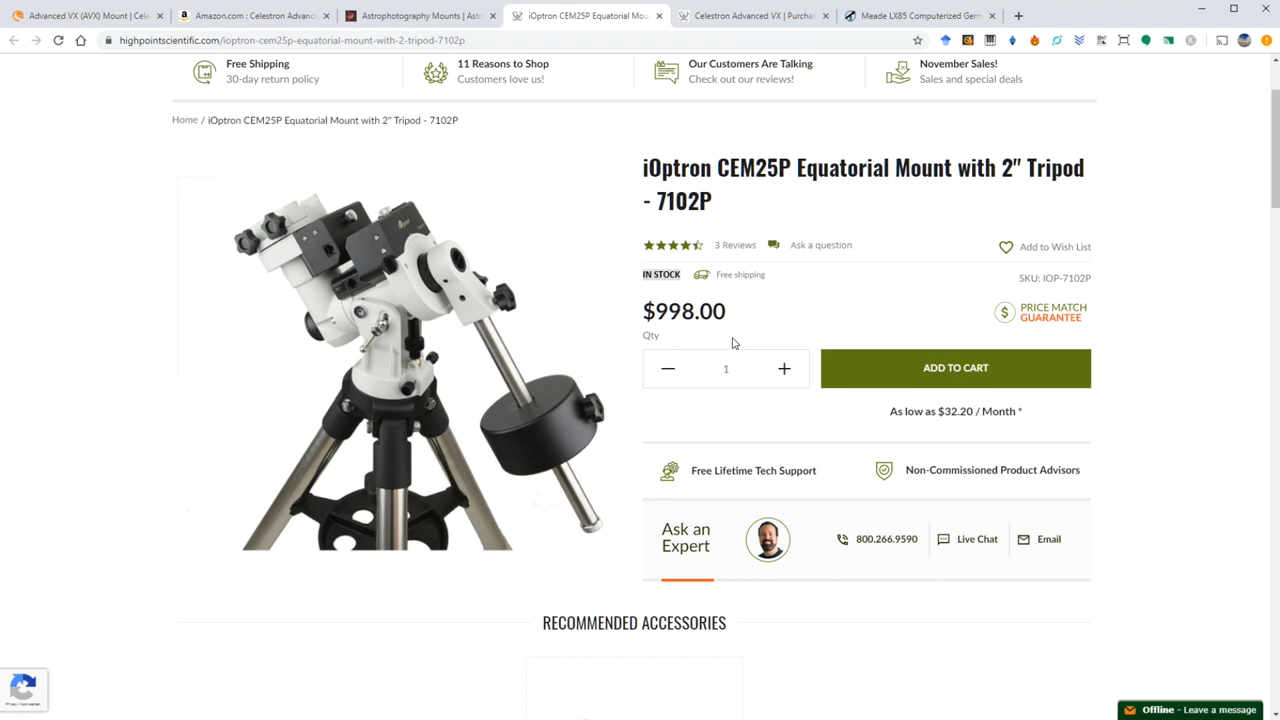 Advanced VX (AVX) Mount | Cele
Amazon.com : Celestron Advanc
Astrophotography Mounts | Ast
iOptron CEM25P Equatorial Mou
Celestron Advanced VX | Purcha
Meade LX85 Computerized Germ
highpointscientific.com/ioptron-cem25p-equatorial-mount-with-2-tripod-7102p
Free Shipping
30-day return policy
11 Reasons to Shop
Customers love us!
Our Customers Are Talking
Check out our reviews!
November Sales!
Sales and special deals
Home / iOptron CEM25P Equatorial Mount with 2" Tripod - 7102P
iOptron CEM25P Equatorial Mount with 2" Tripod
- 7102P
3 Reviews
Ask a question
Add to Wish List
IN STOCK
Free shipping
SKU: IOP-7102P
$998.00
PRICE MATCH
GUARANTEE
Qty
1
ADD TO CART
As low as $32.20 / Month *
Free Lifetime Tech Support
Non-Commissioned Product Advisors
Ask an
Expert
800.266.9590
Live Chat
Email
RECOMMENDED ACCESSORIES
Offline - Leave a message